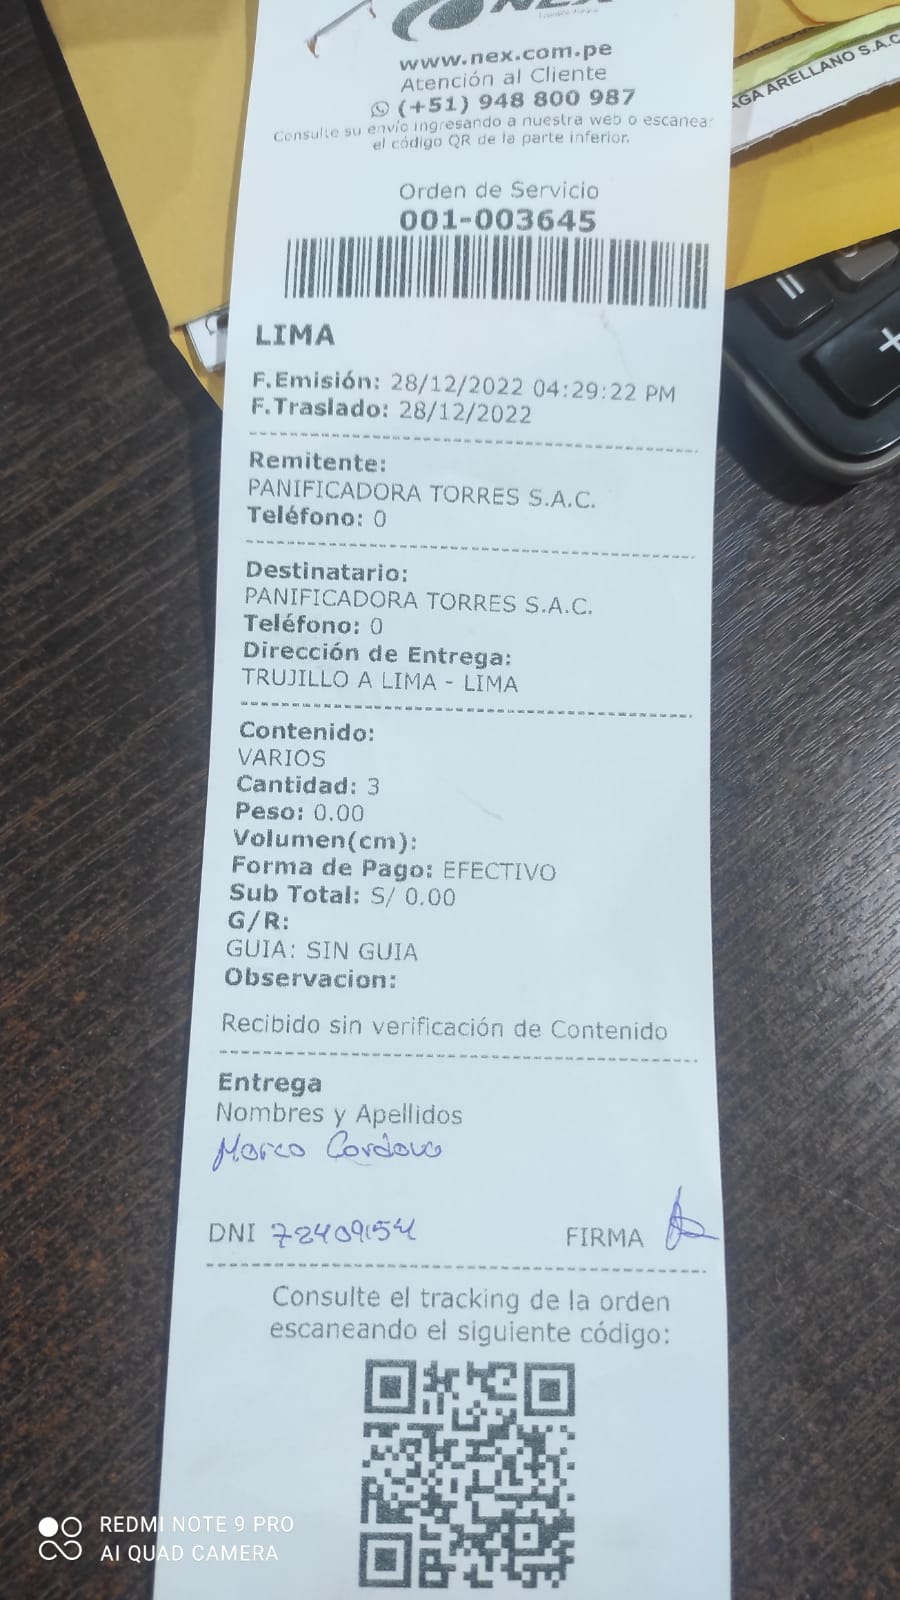 NEX
www.nex.com.pe
Atención al Cliente
(+51) 948 800 987
Consulte su envío ingresando a nuestra web o escanear
el código QR de la parte inferior.
Orden de Servicio
001-003645
LIMA
F.Emisión: 28/12/2022 04:29:22 PM
F.Traslado: 28/12/2022
Remitente:
PANIFICADORA TORRES S.A.C.
Teléfono: 0
Destinatario:
PANIFICADORA TORRES S.A.C.
Teléfono: 0
Dirección de Entrega:
TRUJILLO A LIMA - LIMA
Contenido:
VARIOS
Cantidad: 3
Peso: 0.00
Volumen(cm):
Forma de Pago: EFECTIVO
Sub Total: S/ 0.00
G/R:
GUIA: SIN GUIA
Observacion:
Recibido sin verificación de Contenido
Entrega
Nombres y Apellidos
Marco Cordova
DNI 72409154 FIRMA
Consulte el tracking de la orden
escaneando el siguiente código:
AGA ARELLANO S.A.C
=
+
REDMI NOTE 9 PRO
AI QUAD CAMERA